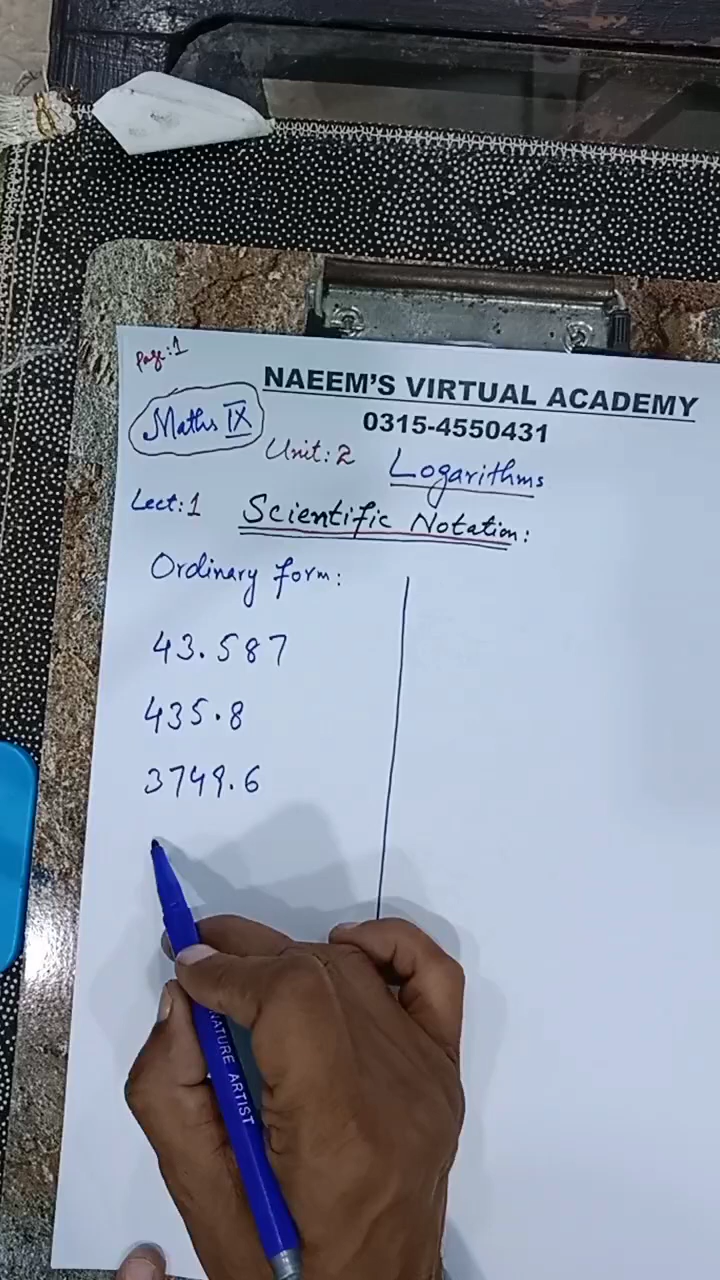 Page:1
NAEEM'S VIRTUAL ACADEMY
Maths IX
0315-4550431
Unit:2 Logarithms
Lect:1 Scientific Notation:
Ordinary form:
43.587
435.8
3749.6
NATURE ARTIST